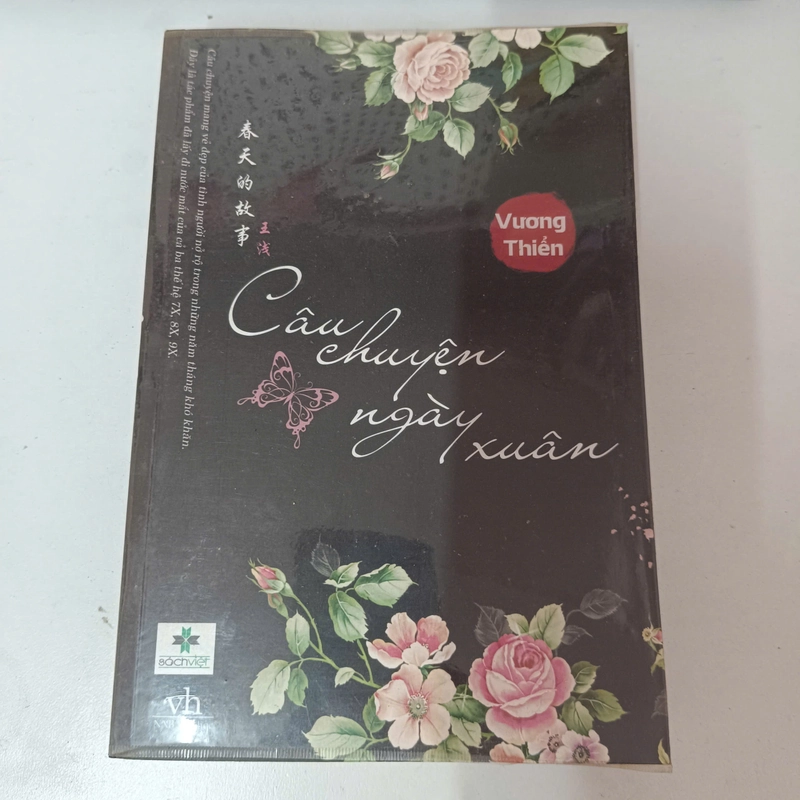 Câu chuyện mang vẻ đẹp của tình người nở rộ trong những năm tháng khó khăn.
Đây là tác phẩm đã lấy đi nước mắt của cả ba thế hệ 7X, 8X, 9X.
春天的故事
王浅
Vương
Thiển
Câu
chuyện
ngày
xuân
sáchviệt
vh